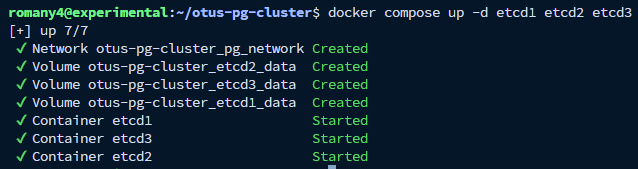 romany4@experimental:~/otus-pg-cluster$ docker compose up -d etcd1 etcd2 etcd3
[+] up 7/7
✓ Network otus-pg-cluster_pg_network Created
✓ Volume otus-pg-cluster_etcd2_data Created
✓ Volume otus-pg-cluster_etcd3_data Created
✓ Volume otus-pg-cluster_etcd1_data Created
✓ Container etcd1 Started
✓ Container etcd3 Started
✓ Container etcd2 Started